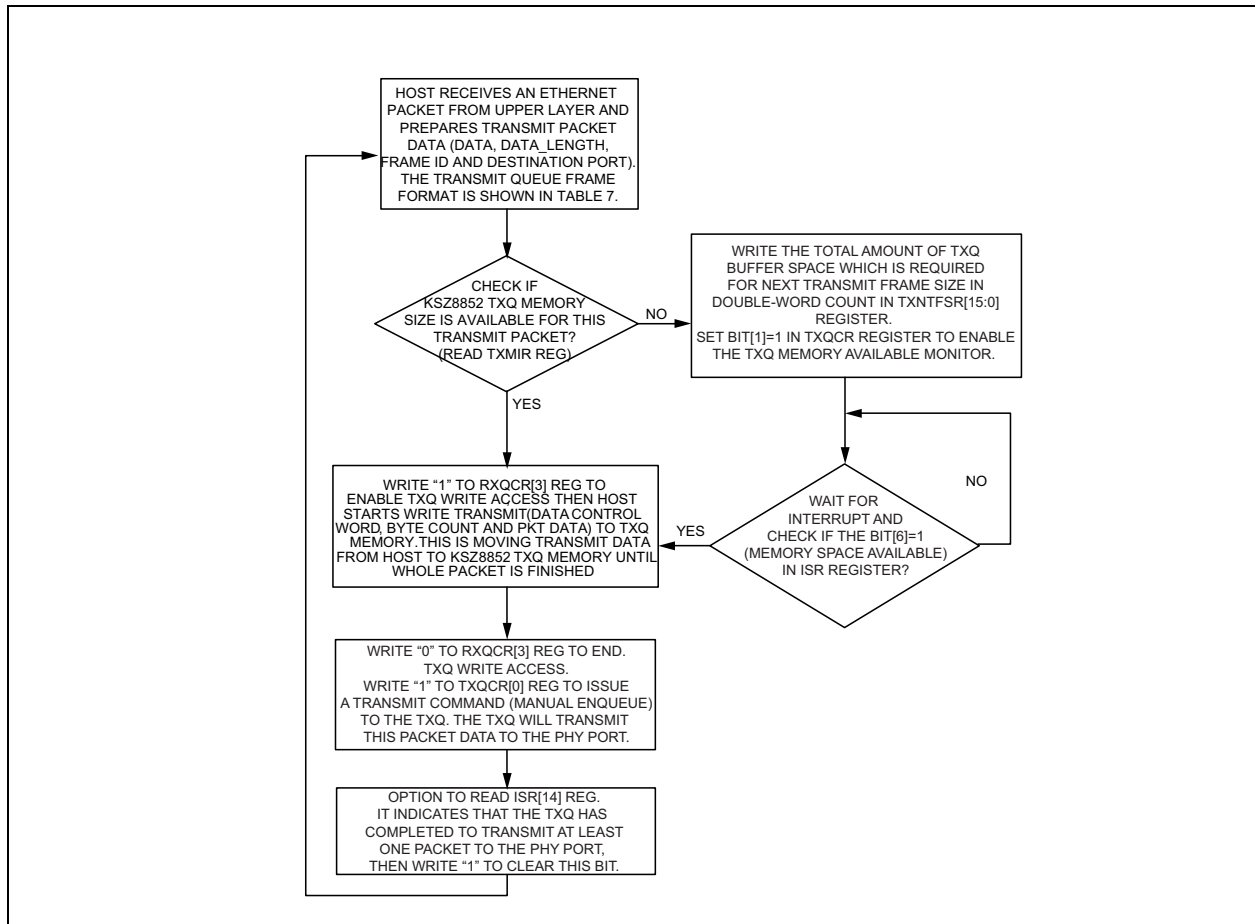 HOST RECEIVES AN ETHERNET
PACKET FROM UPPER LAYER AND
PREPARES TRANSMIT PACKET
DATA (DATA, DATA_LENGTH,
FRAME ID AND DESTINATION PORT).
THE TRANSMIT QUEUE FRAME
FORMAT IS SHOWN IN TABLE 7.
CHECK IF
KSZ8852 TXQ MEMORY
SIZE IS AVAILABLE FOR THIS
TRANSMIT PACKET?
(READ TXMIR REG)
NO
WRITE THE TOTAL AMOUNT OF TXQ
BUFFER SPACE WHICH IS REQUIRED
FOR NEXT TRANSMIT FRAME SIZE IN
DOUBLE-WORD COUNT IN TXNTFSR[15:0]
REGISTER.
SET BIT[1]=1 IN TXQCR REGISTER TO ENABLE
THE TXQ MEMORY AVAILABLE MONITOR.
YES
WAIT FOR
INTERRUPT AND
CHECK IF THE BIT[6]=1
(MEMORY SPACE AVAILABLE)
IN ISR REGISTER?
NO
YES
WRITE “1” TO RXQCR[3] REG TO
ENABLE TXQ WRITE ACCESS THEN HOST
STARTS WRITE TRANSMIT(DATA CONTROL
WORD, BYTE COUNT AND PKT DATA) TO TXQ
MEMORY.THIS IS MOVING TRANSMIT DATA
FROM HOST TO KSZ8852 TXQ MEMORY UNTIL
WHOLE PACKET IS FINISHED
WRITE “0” TO RXQCR[3] REG TO END.
TXQ WRITE ACCESS.
WRITE “1” TO TXQCR[0] REG TO ISSUE
A TRANSMIT COMMAND (MANUAL ENQUEUE)
TO THE TXQ. THE TXQ WILL TRANSMIT
THIS PACKET DATA TO THE PHY PORT.
OPTION TO READ ISR[14] REG.
IT INDICATES THAT THE TXQ HAS
COMPLETED TO TRANSMIT AT LEAST
ONE PACKET TO THE PHY PORT,
THEN WRITE “1” TO CLEAR THIS BIT.